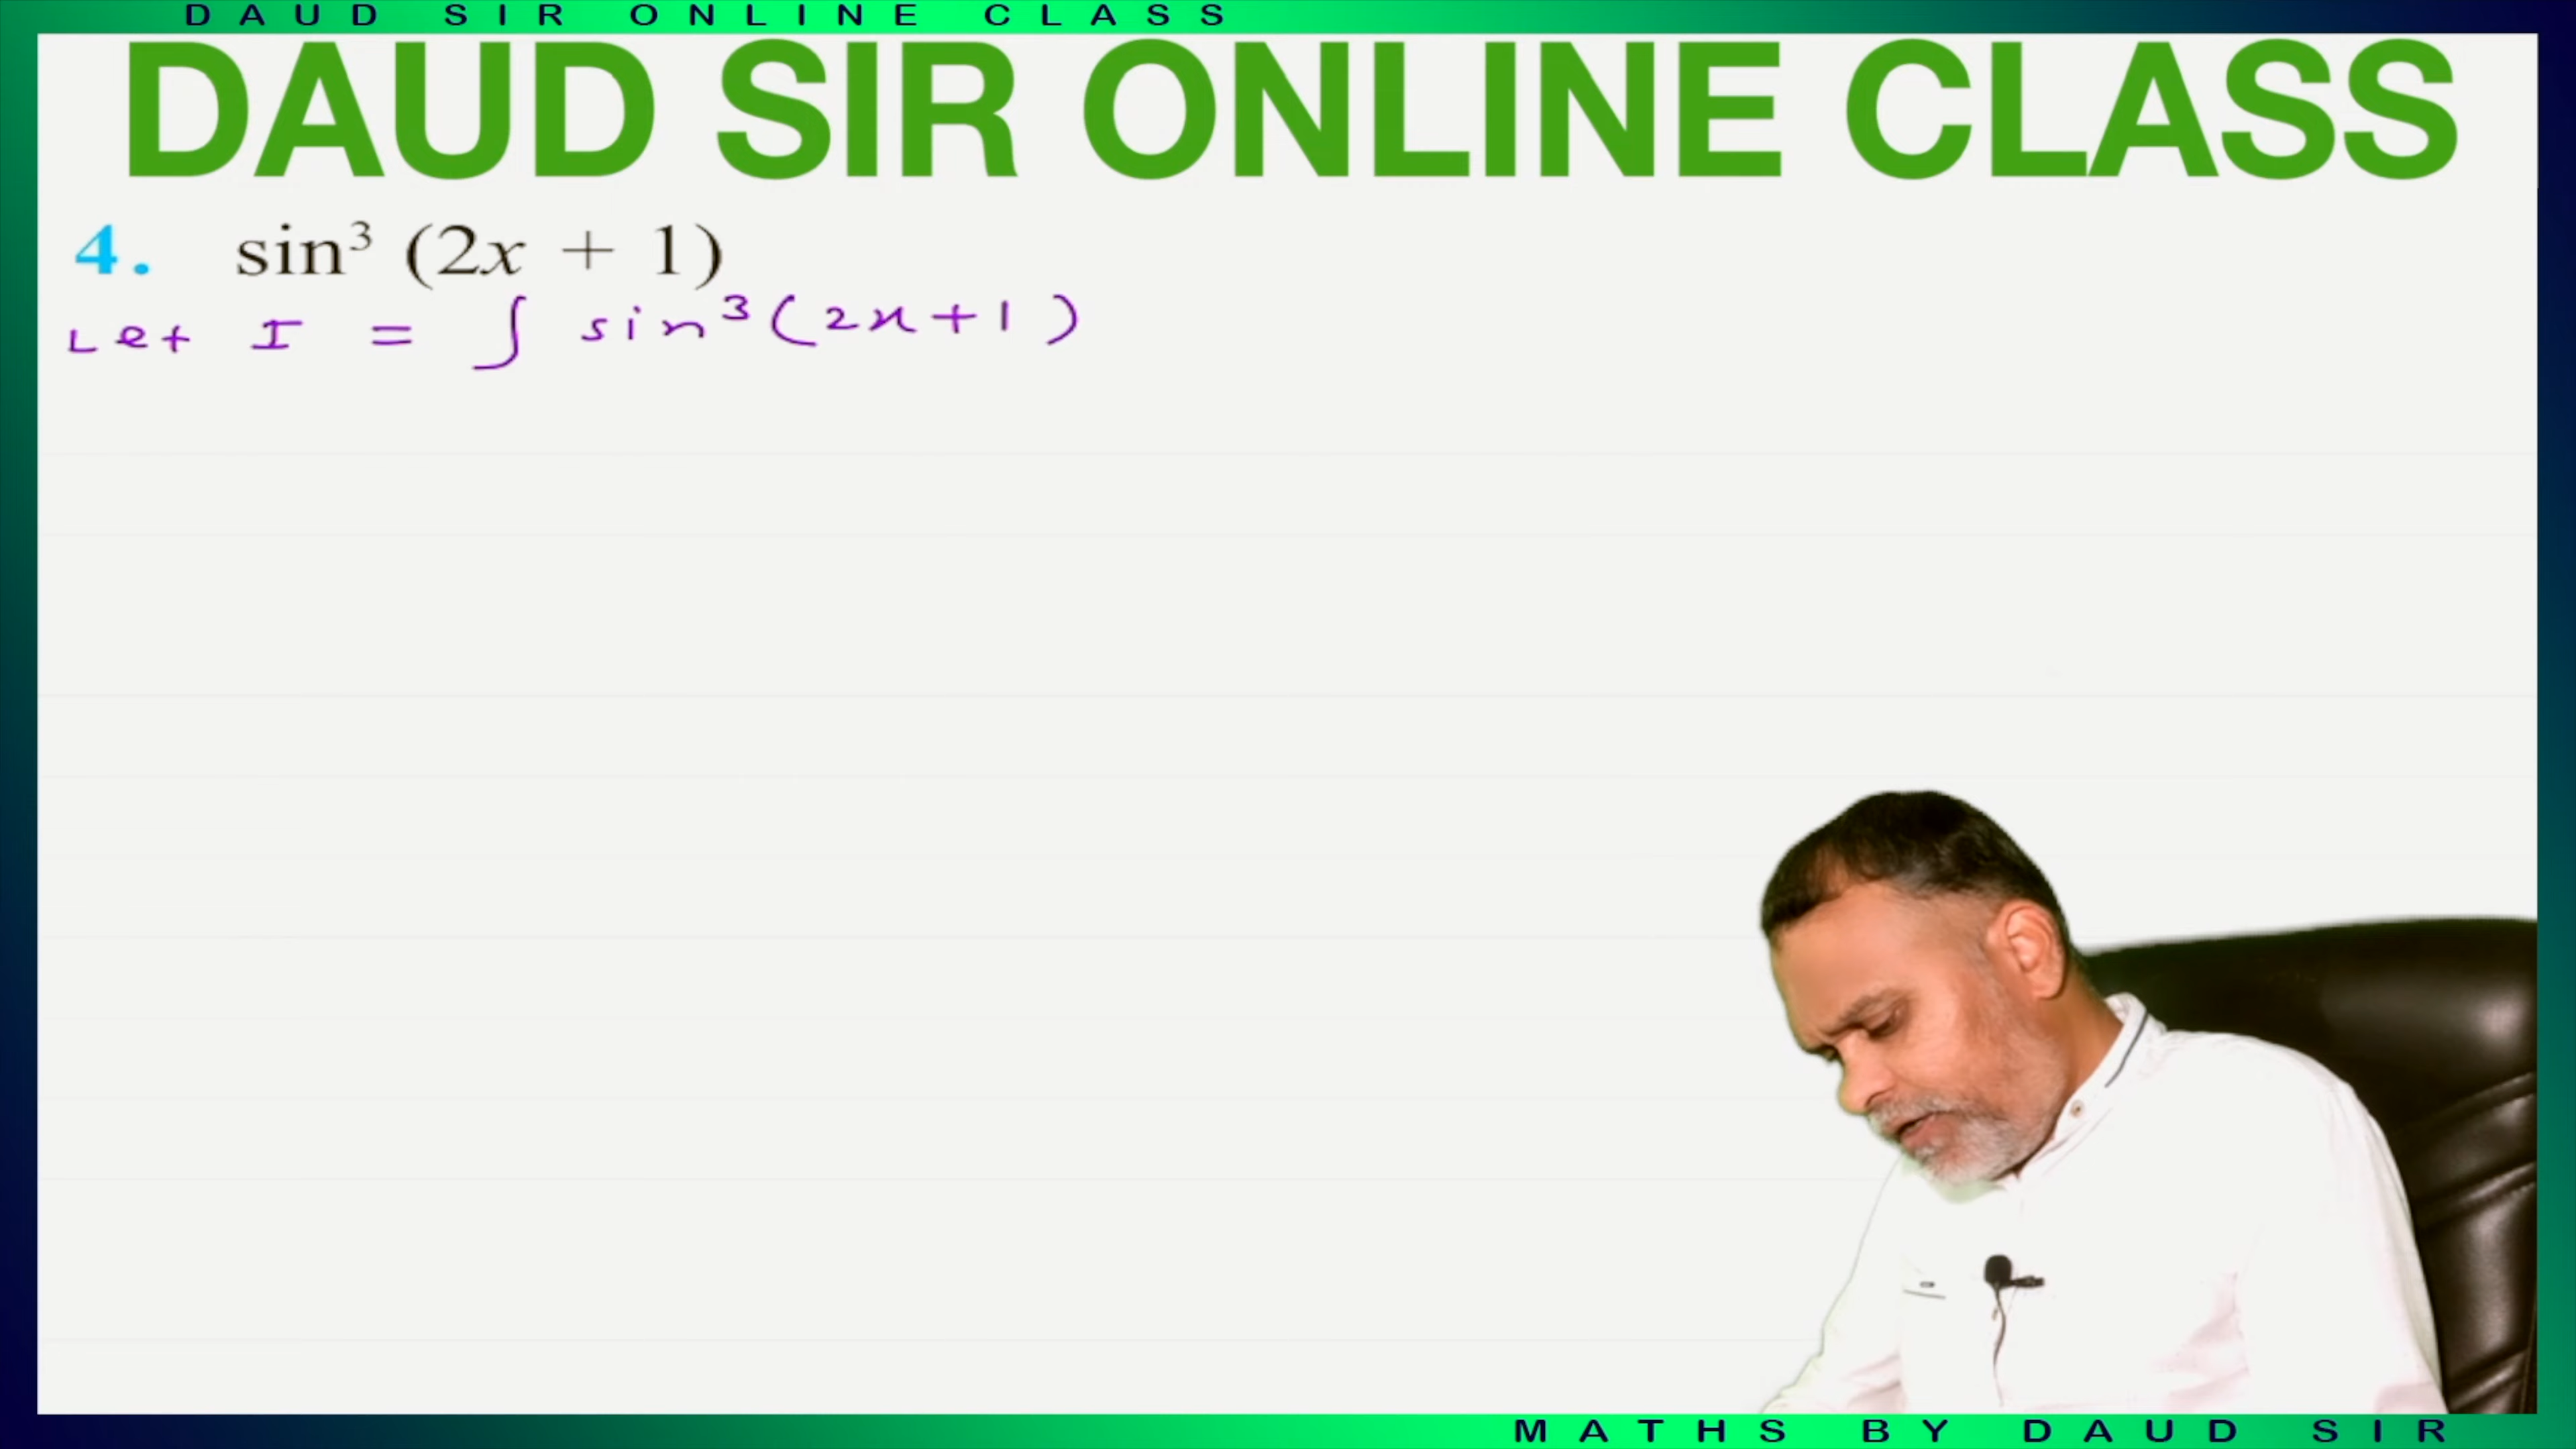 DAUD SIR ONLINE CLASS
DAUD SIR ONLINE CLASS
4. sin³ (2x + 1)
Let I = ∫ sin³(2x+1)
MATHS BY DAUD SIR